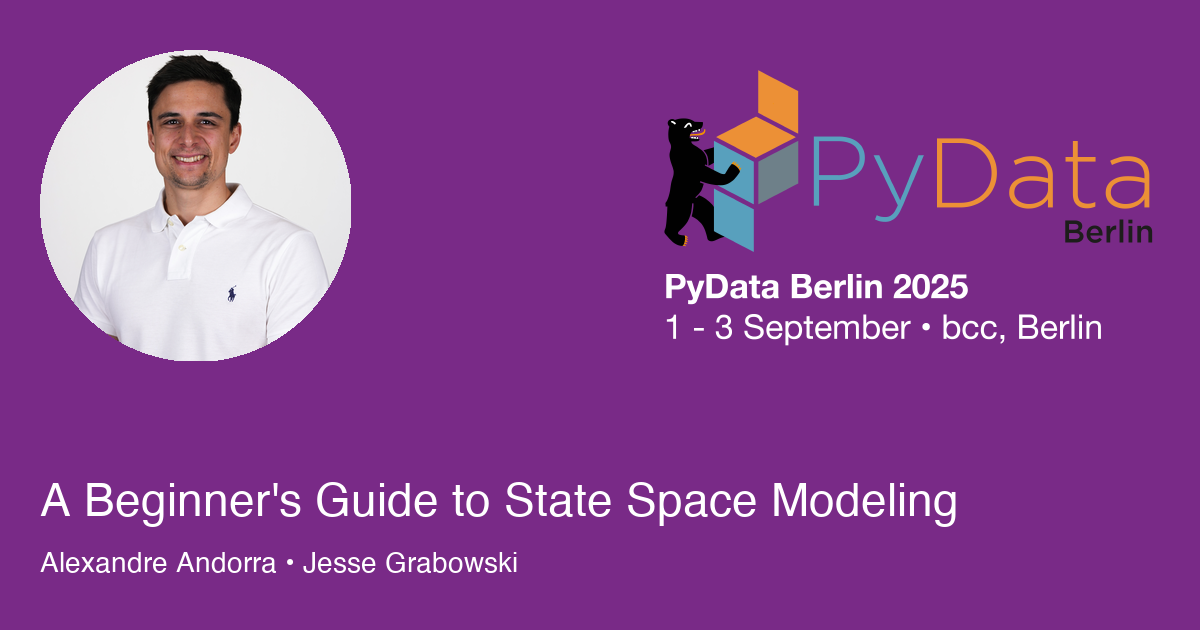 PyData
Berlin
PyData Berlin 2025
1 - 3 September • bcc, Berlin
A Beginner's Guide to State Space Modeling
Alexandre Andorra • Jesse Grabowski